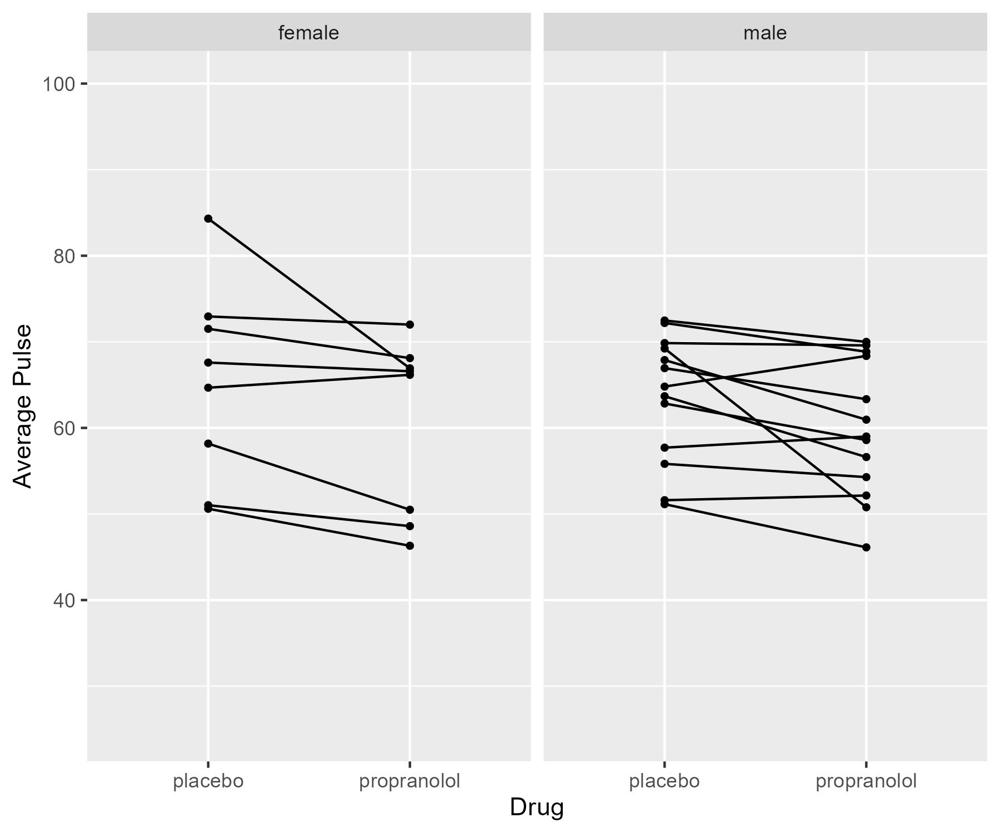 female
male
100
80
60
40
Average Pulse
placebo
propranolol
placebo
propranolol
Drug